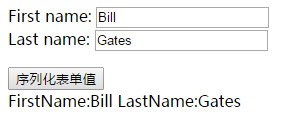 First name: Bill
Last name: Gates
序列化表单值
FirstName:Bill LastName:Gates